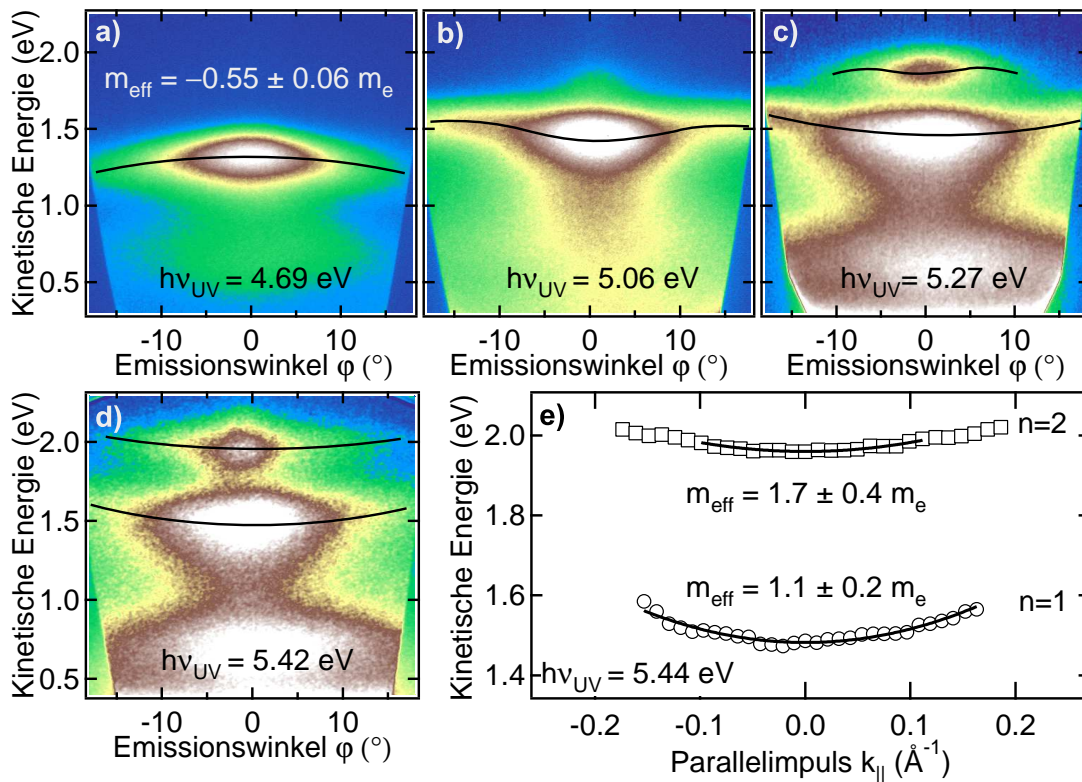 a)
b)
c)
m_eff = −0.55 ± 0.06 m_e
Kinetische Energie (eV)
2.0
1.5
1.0
0.5
hν_UV = 4.69 eV
hν_UV = 5.06 eV
hν_UV= 5.27 eV
-10 0 10
-10 0 10
-10 0 10
Emissionswinkel φ (°)
Emissionswinkel φ (°)
Emissionswinkel φ (°)
d)
Kinetische Energie (eV)
2.0
1.5
1.0
0.5
hν_UV = 5.42 eV
-10 0 10
Emissionswinkel φ (°)
e)
Kinetische Energie (eV)
2.0
1.8
1.6
1.4
n=2
m_eff = 1.7 ± 0.4 m_e
m_eff = 1.1 ± 0.2 m_e
n=1
hν_UV = 5.44 eV
-0.2 -0.1 0.0 0.1 0.2
Parallelimpuls k_|| (Å⁻¹)